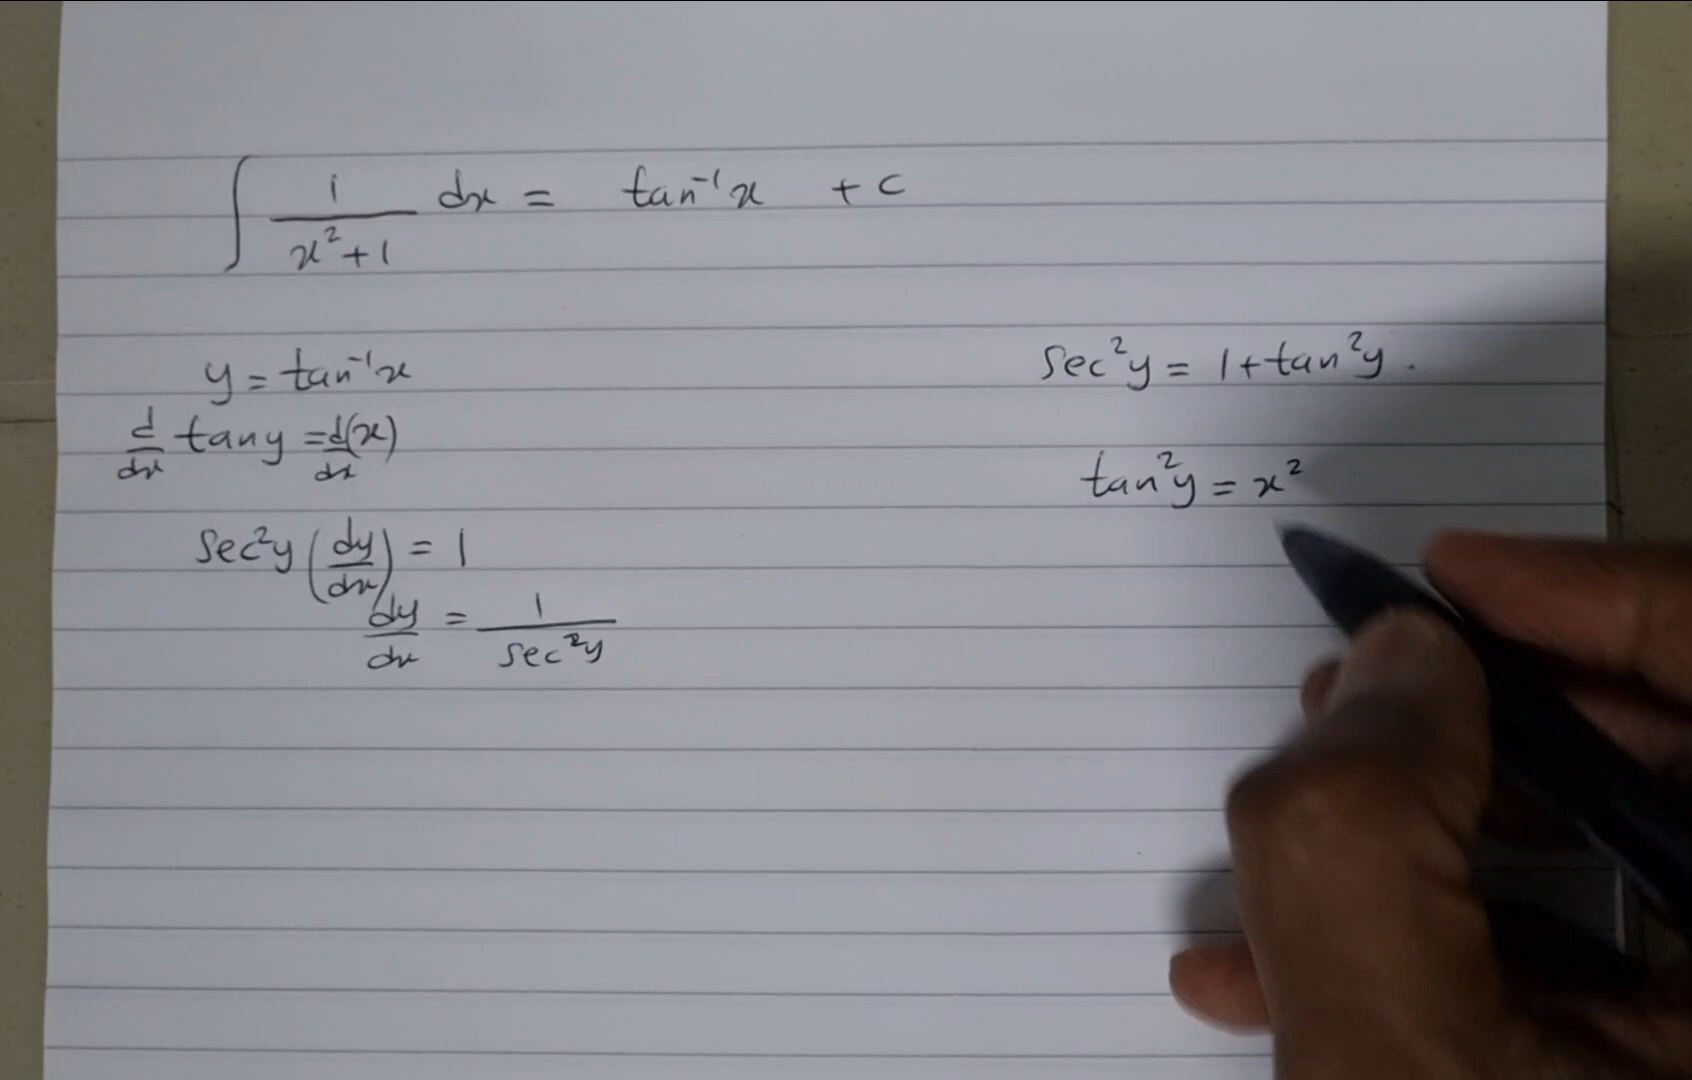 ∫ 1/(x²+1) dx = tan⁻¹x + c
y = tan⁻¹x
d/dx tan y = d(x)/dx
sec²y (dy/dx) = 1
dy/dx = 1/sec²y
sec²y = 1 + tan²y.
tan²y = x²